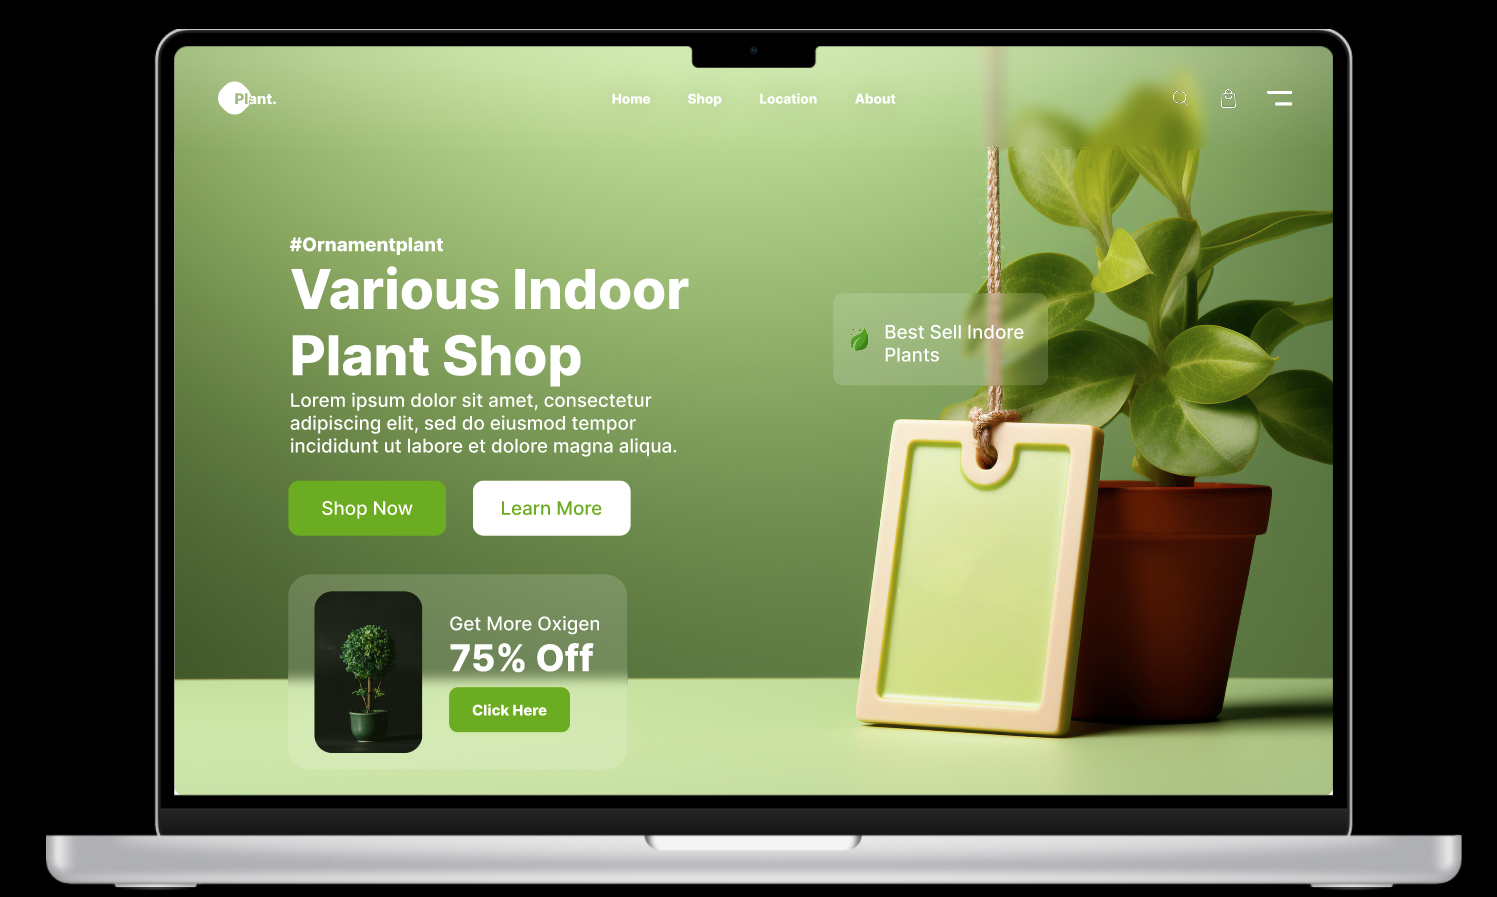 Plant.
Home Shop Location About
#Ornamentplant
Various Indoor
Plant Shop
Lorem ipsum dolor sit amet, consectetur
adipiscing elit, sed do eiusmod tempor
incididunt ut labore et dolore magna aliqua.
Shop Now Learn More
Best Sell Indore
Plants
Get More Oxigen
75% Off
Click Here